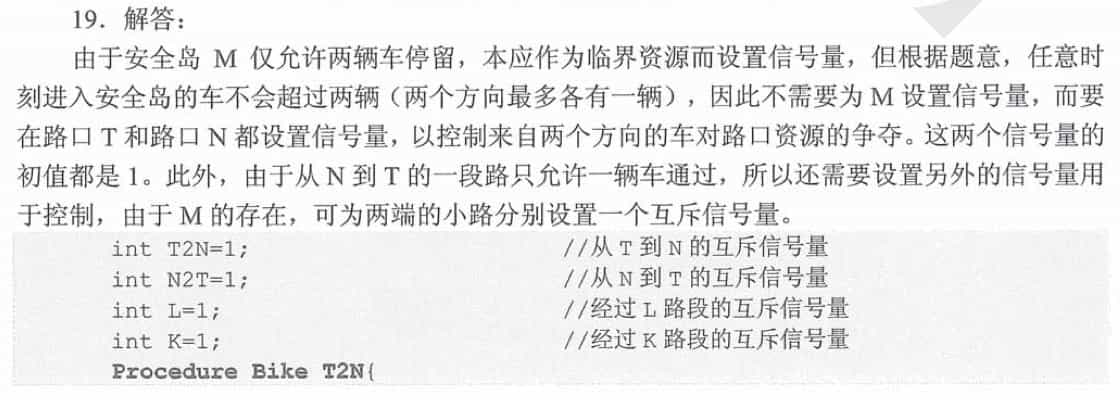 19．解答：
由于安全岛 M 仅允许两辆车停留，本应作为临界资源而设置信号量，但根据题意，任意时
刻进入安全岛的车不会超过两辆（两个方向最多各有一辆），因此不需要为 M 设置信号量，而要
在路口 T 和路口 N 都设置信号量，以控制来自两个方向的车对路口资源的争夺。这两个信号量的
初值都是 1。此外，由于从 N 到 T 的一段路只允许一辆车通过，所以还需要设置另外的信号量用
于控制，由于 M 的存在，可为两端的小路分别设置一个互斥信号量。
int T2N=1; //从 T 到 N 的互斥信号量
int N2T=1; //从 N 到 T 的互斥信号量
int L=1; //经过 L 路段的互斥信号量
int K=1; //经过 K 路段的互斥信号量
Procedure Bike T2N{